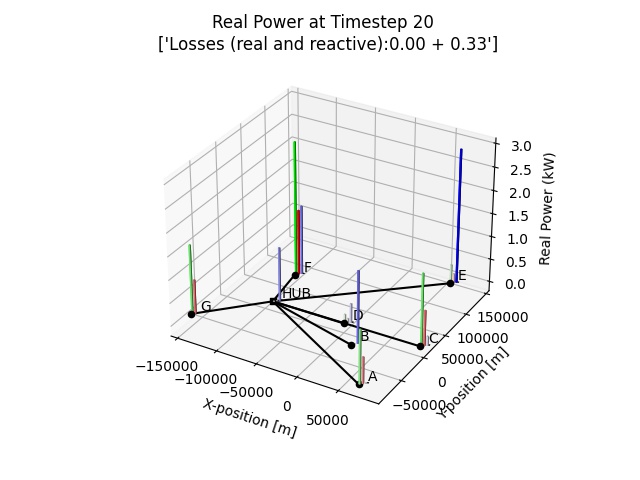 Real Power at Timestep 20
['Losses (real and reactive):0.00 + 0.33']
3.0
2.5
2.0
1.5
1.0
0.5
0.0
Real Power (kW)
F
E
HUB
G
D
B
C
A
150000
100000
50000
0
−50000
Y-position [m]
−150000
−100000
−50000
0
50000
X-position [m]